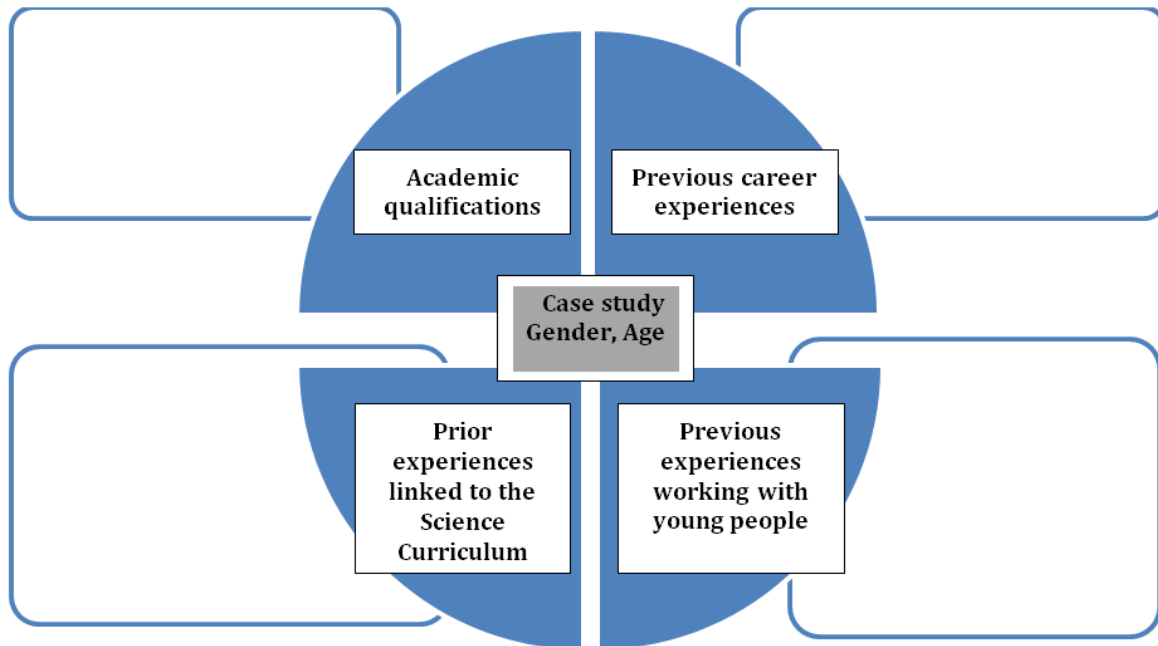 Academic
qualifications
Previous career
experiences
Case study
Gender, Age
Prior
experiences
linked to the
Science
Curriculum
Previous
experiences
working with
young people